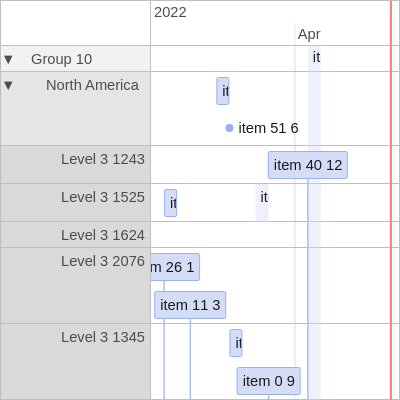 2022
Apr
▼ Group 10
it
▼ North America
it
item 51 6
Level 3 1243
item 40 12
Level 3 1525
it
it
Level 3 1624
Level 3 2076
m 26 1
item 11 3
Level 3 1345
it
item 0 9